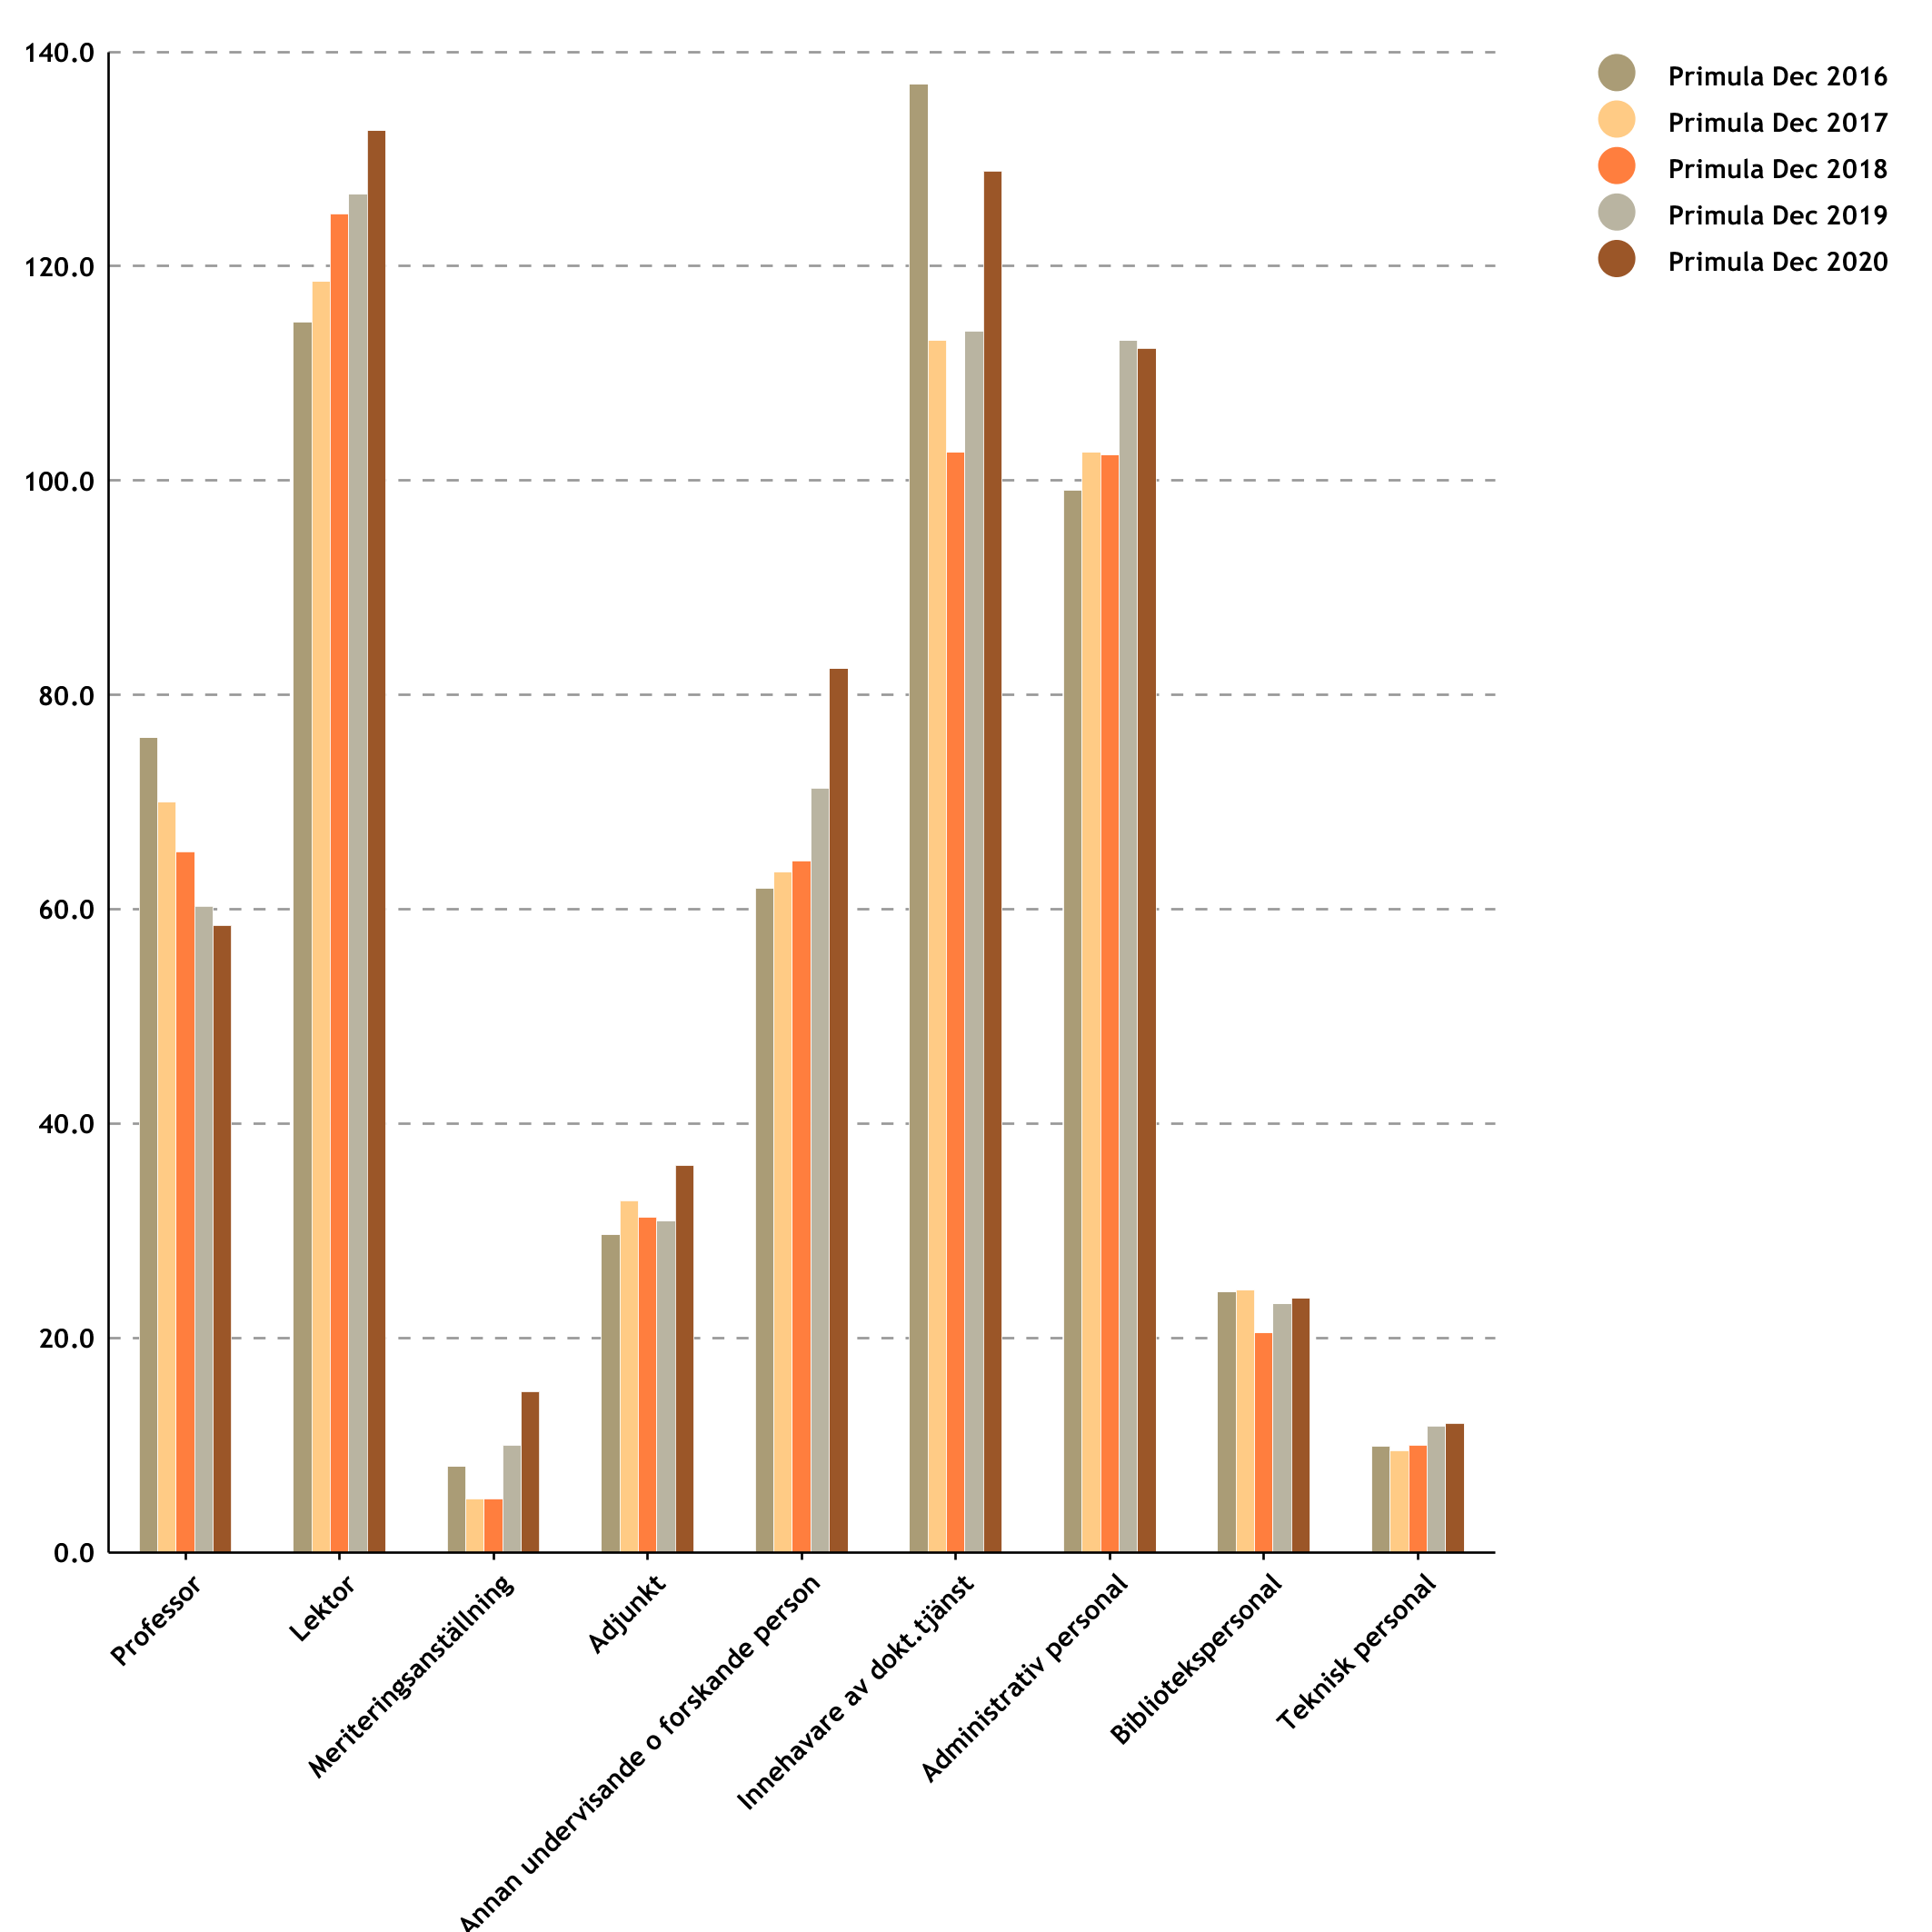 140.0
120.0
100.0
80.0
60.0
40.0
20.0
0.0
Professor
Lektor
Meriteringsanställning
Adjunkt
Annan undervisande o forskande person
Innehavare av dokt.tjänst
Administrativ personal
Bibliotekspersonal
Teknisk personal
Primula Dec 2016
Primula Dec 2017
Primula Dec 2018
Primula Dec 2019
Primula Dec 2020